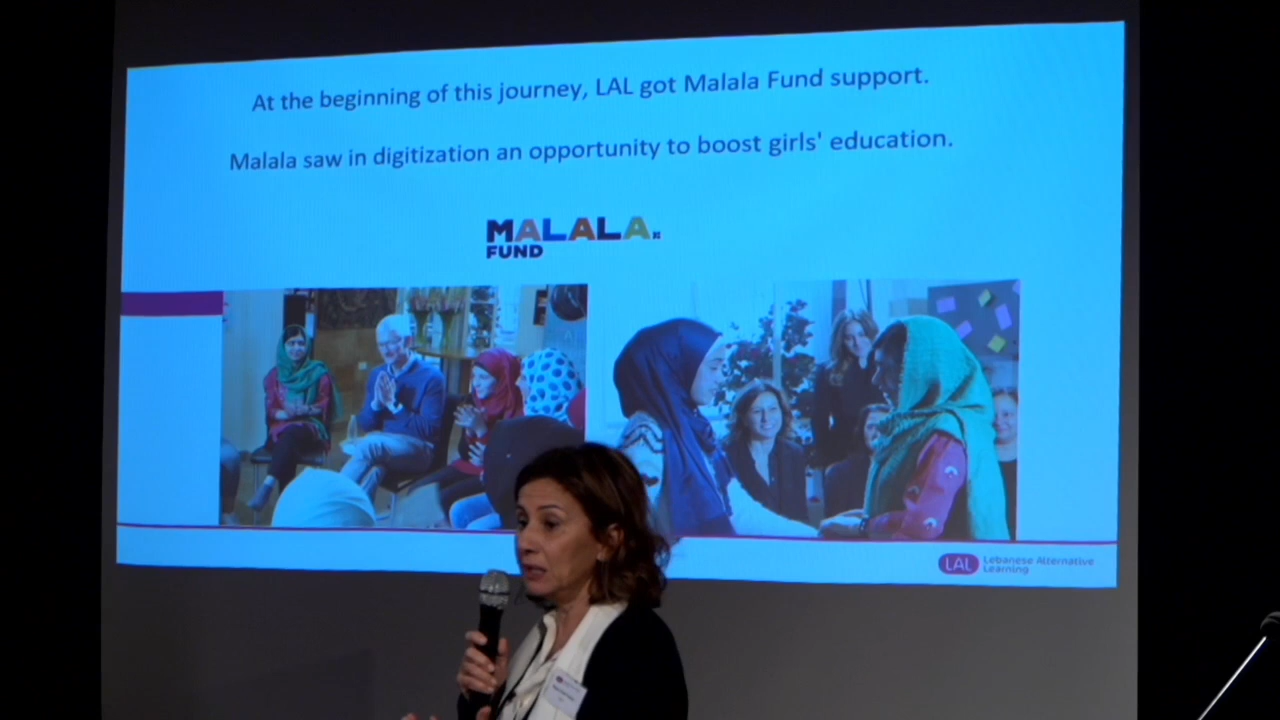 At the beginning of this journey, LAL got Malala Fund support.
Malala saw in digitization an opportunity to boost girls' education.
MALALA
FUND
LAL
Lebanese Alternative
Learning